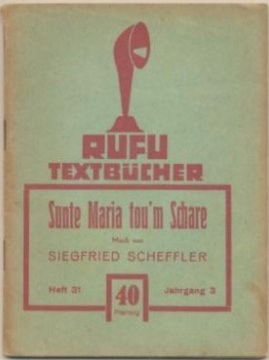 RUFU
TEXTBÜCHER
Sunte Maria tou'm Schare
Musik von
SIEGFRIED SCHEFFLER
Heft 31
40
Pfennig
Jahrgang 3